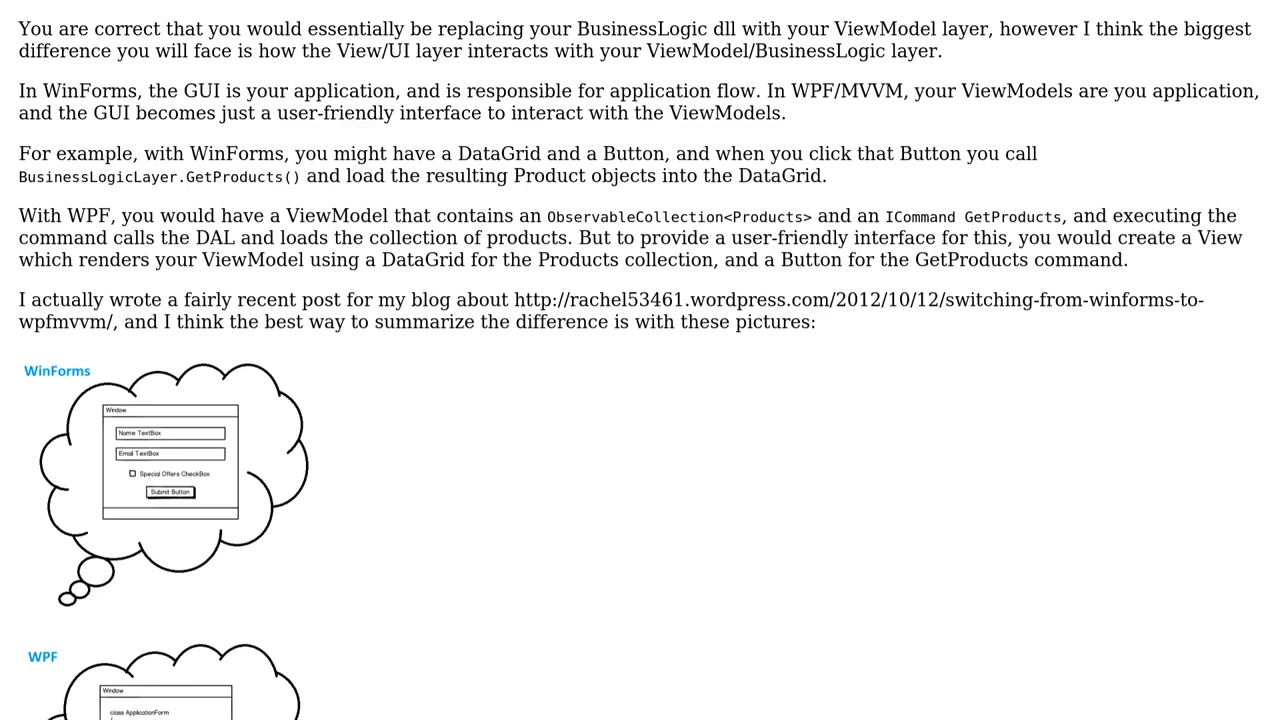 You are correct that you would essentially be replacing your BusinessLogic dll with your ViewModel layer, however I think the biggest
difference you will face is how the View/UI layer interacts with your ViewModel/BusinessLogic layer.
In WinForms, the GUI is your application, and is responsible for application flow. In WPF/MVVM, your ViewModels are you application,
and the GUI becomes just a user-friendly interface to interact with the ViewModels.
For example, with WinForms, you might have a DataGrid and a Button, and when you click that Button you call
BusinessLogicLayer.GetProducts() and load the resulting Product objects into the DataGrid.
With WPF, you would have a ViewModel that contains an ObservableCollection<Products> and an ICommand GetProducts, and executing the
command calls the DAL and loads the collection of products. But to provide a user-friendly interface for this, you would create a View
which renders your ViewModel using a DataGrid for the Products collection, and a Button for the GetProducts command.
I actually wrote a fairly recent post for my blog about http://rachel53461.wordpress.com/2012/10/12/switching-from-winforms-to-
wpfmvvm/, and I think the best way to summarize the difference is with these pictures:
WinForms
Window
Name TextBox
Email TextBox
Special Offers CheckBox
Submit Button
WPF
Window
class ApplicationForm